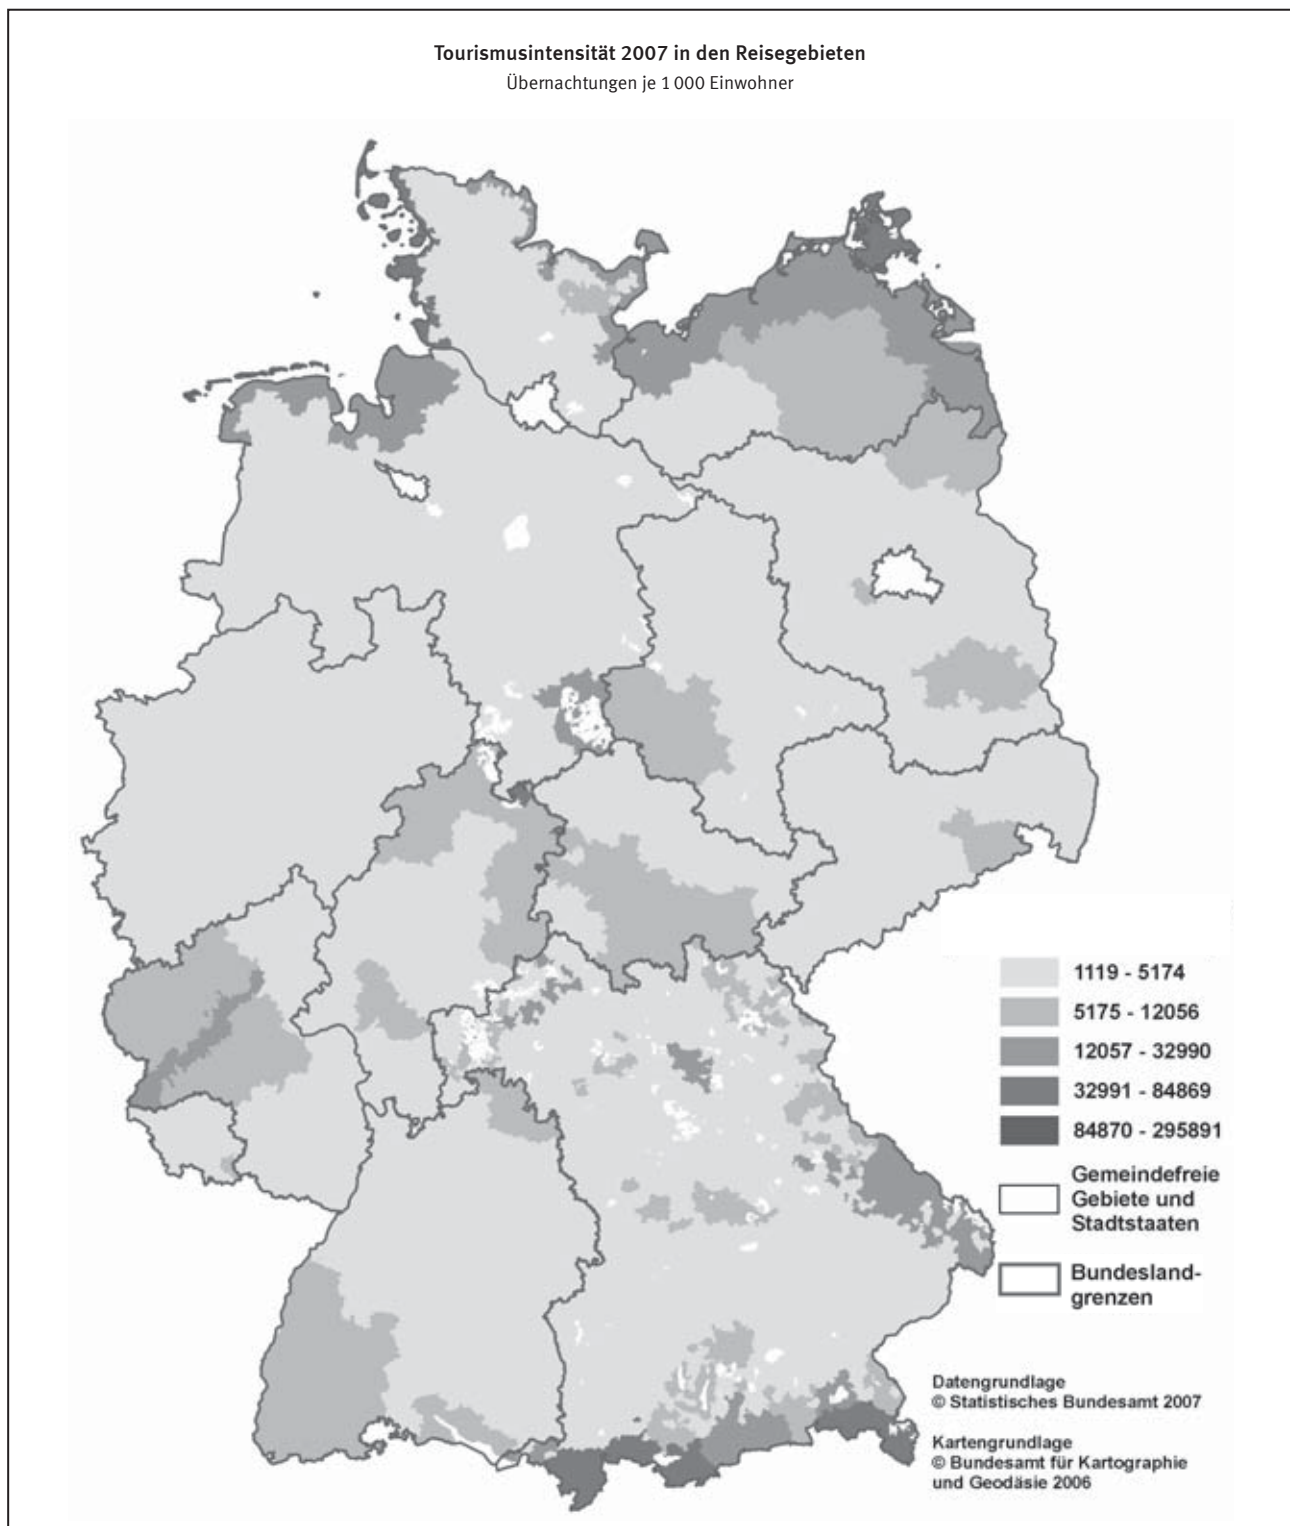 Tourismusintensität 2007 in den Reisegebieten
Übernachtungen je 1 000 Einwohner
1119 - 5174
5175 - 12056
12057 - 32990
32991 - 84869
84870 - 295891
Gemeindefreie
Gebiete und
Stadtstaaten
Bundesland-
grenzen
Datengrundlage
© Statistisches Bundesamt 2007
Kartengrundlage
© Bundesamt für Kartographie
und Geodäsie 2006